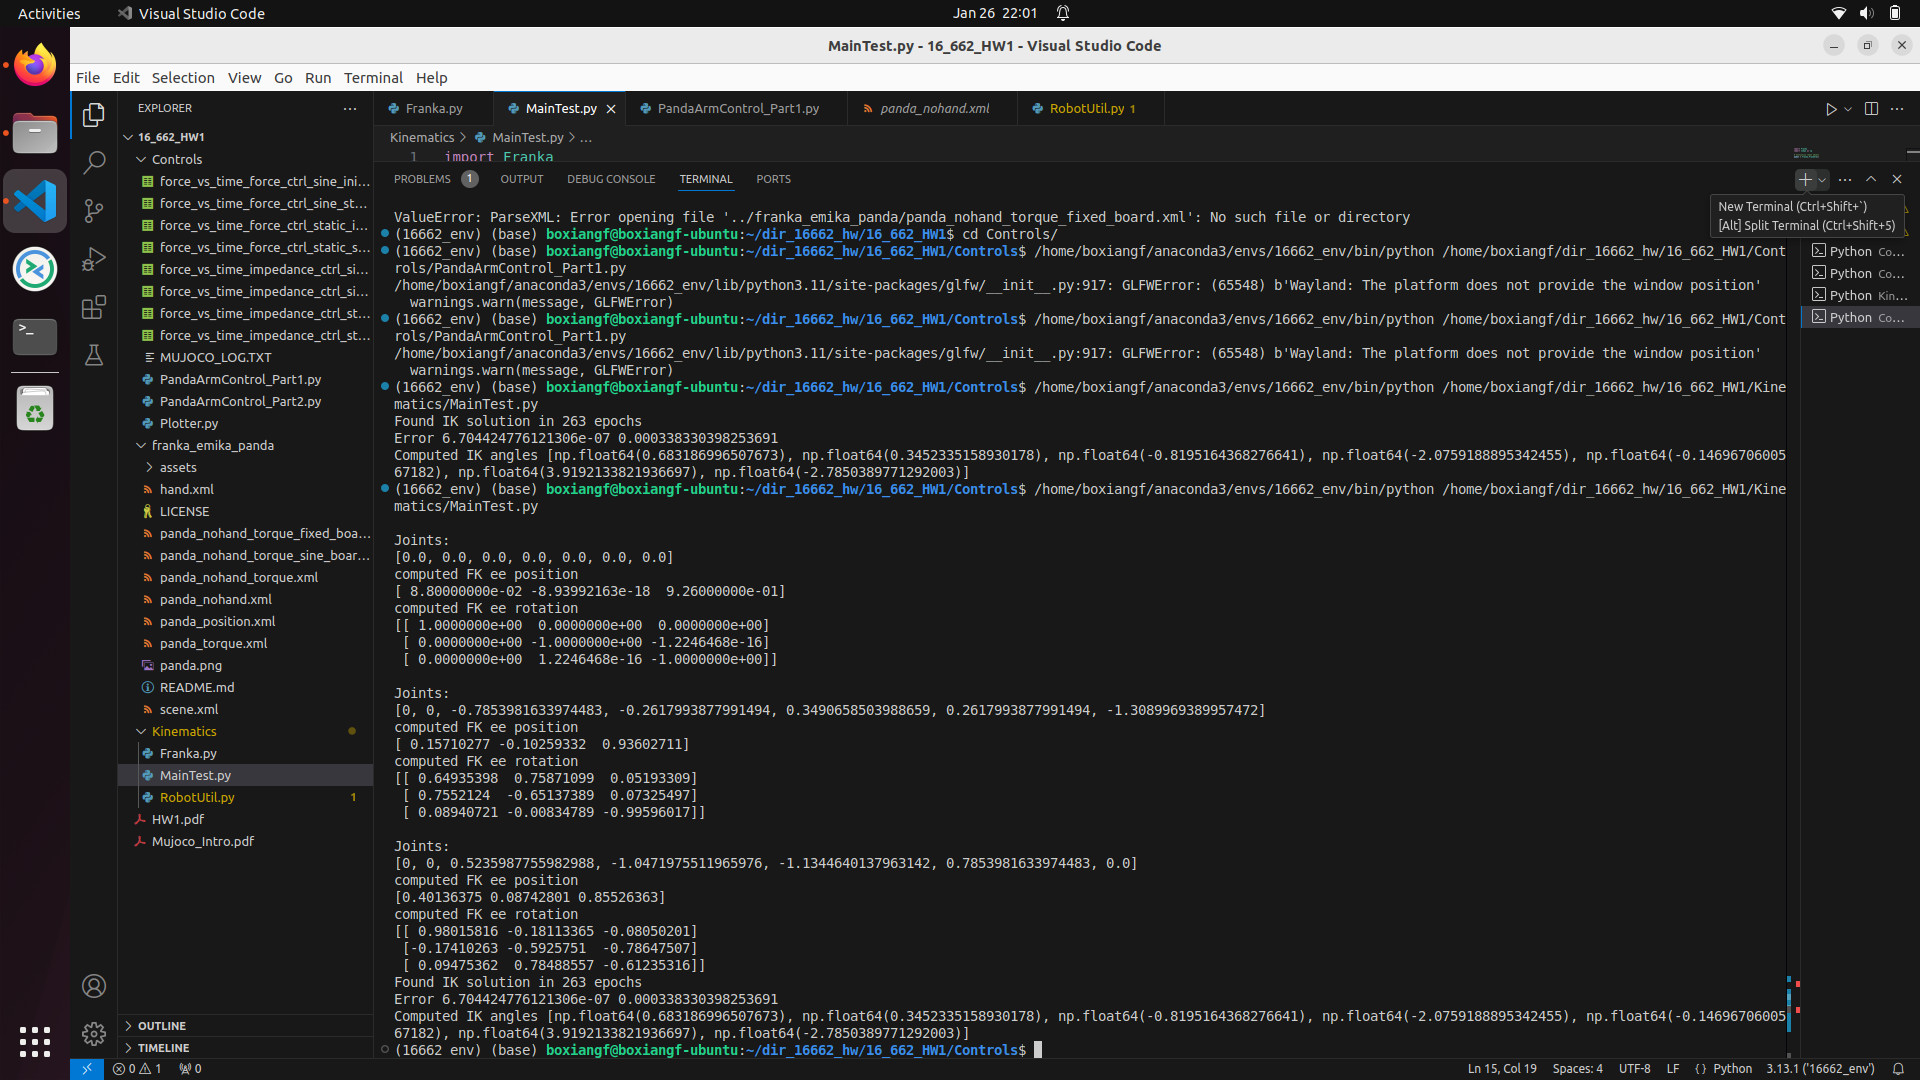 Activities
Visual Studio Code
Jan 26 22:01
MainTest.py - 16_662_HW1 - Visual Studio Code
File Edit Selection View Go Run Terminal Help
EXPLORER
Franka.py
MainTest.py
PandaArmControl_Part1.py
panda_nohand.xml
RobotUtil.py 1
16_662_HW1
Controls
force_vs_time_force_ctrl_sine_ini...
force_vs_time_force_ctrl_sine_st...
force_vs_time_force_ctrl_static_i...
force_vs_time_force_ctrl_static_s...
force_vs_time_impedance_ctrl_si...
force_vs_time_impedance_ctrl_si...
force_vs_time_impedance_ctrl_st...
force_vs_time_impedance_ctrl_st...
MUJOCO_LOG.TXT
PandaArmControl_Part1.py
PandaArmControl_Part2.py
Plotter.py
franka_emika_panda
assets
hand.xml
LICENSE
panda_nohand_torque_fixed_boa...
panda_nohand_torque_sine_boar...
panda_nohand_torque.xml
panda_nohand.xml
panda_position.xml
panda_torque.xml
panda.png
README.md
scene.xml
Kinematics
Franka.py
MainTest.py
RobotUtil.py 1
HW1.pdf
Mujoco_Intro.pdf
OUTLINE
TIMELINE
Kinematics > MainTest.py > ...
1 import Franka
PROBLEMS 1 OUTPUT DEBUG CONSOLE TERMINAL PORTS
New Terminal (Ctrl+Shift+`)
[Alt] Split Terminal (Ctrl+Shift+5)
Python Co...
Python Co...
Python Kin...
Python Co...
ValueError: ParseXML: Error opening file '../franka_emika_panda/panda_nohand_torque_fixed_board.xml': No such file or directory
(16662_env) (base) boxiangf@boxiangf-ubuntu:~/dir_16662_hw/16_662_HW1$ cd Controls/
(16662_env) (base) boxiangf@boxiangf-ubuntu:~/dir_16662_hw/16_662_HW1/Controls$ /home/boxiangf/anaconda3/envs/16662_env/bin/python /home/boxiangf/dir_16662_hw/16_662_HW1/Cont
rols/PandaArmControl_Part1.py
/home/boxiangf/anaconda3/envs/16662_env/lib/python3.11/site-packages/glfw/__init__.py:917: GLFWError: (65548) b'Wayland: The platform does not provide the window position'
warnings.warn(message, GLFWError)
(16662_env) (base) boxiangf@boxiangf-ubuntu:~/dir_16662_hw/16_662_HW1/Controls$ /home/boxiangf/anaconda3/envs/16662_env/bin/python /home/boxiangf/dir_16662_hw/16_662_HW1/Cont
rols/PandaArmControl_Part1.py
/home/boxiangf/anaconda3/envs/16662_env/lib/python3.11/site-packages/glfw/__init__.py:917: GLFWError: (65548) b'Wayland: The platform does not provide the window position'
warnings.warn(message, GLFWError)
(16662_env) (base) boxiangf@boxiangf-ubuntu:~/dir_16662_hw/16_662_HW1/Controls$ /home/boxiangf/anaconda3/envs/16662_env/bin/python /home/boxiangf/dir_16662_hw/16_662_HW1/Kine
matics/MainTest.py
Found IK solution in 263 epochs
Error 6.704424776121306e-07 0.000338330398253691
Computed IK angles [np.float64(0.683186996507673), np.float64(0.3452335158930178), np.float64(-0.8195164368276641), np.float64(-2.0759188895342455), np.float64(-0.14696706005
67182), np.float64(3.9192133821936697), np.float64(-2.7850389771292003)]
(16662_env) (base) boxiangf@boxiangf-ubuntu:~/dir_16662_hw/16_662_HW1/Controls$ /home/boxiangf/anaconda3/envs/16662_env/bin/python /home/boxiangf/dir_16662_hw/16_662_HW1/Kine
matics/MainTest.py
Joints:
[0.0, 0.0, 0.0, 0.0, 0.0, 0.0, 0.0]
computed FK ee position
[ 8.80000000e-02 -8.93992163e-18  9.26000000e-01]
computed FK ee rotation
[[ 1.0000000e+00  0.0000000e+00  0.0000000e+00]
[ 0.0000000e+00 -1.0000000e+00 -1.2246468e-16]
[ 0.0000000e+00  1.2246468e-16 -1.0000000e+00]]
Joints:
[0, 0, -0.7853981633974483, -0.2617993877991494, 0.3490658503988659, 0.2617993877991494, -1.3089969389957472]
computed FK ee position
[ 0.15710277 -0.10259332  0.93602711]
computed FK ee rotation
[[ 0.64935398  0.75871099  0.05193309]
[ 0.7552124  -0.65137389  0.07325497]
[ 0.08940721 -0.00834789 -0.99596017]]
Joints:
[0, 0, 0.5235987755982988, -1.0471975511965976, -1.1344640137963142, 0.7853981633974483, 0.0]
computed FK ee position
[0.40136375 0.08742801 0.85526363]
computed FK ee rotation
[[ 0.98015816 -0.18113365 -0.08050201]
[-0.17410263 -0.5925751  -0.78647507]
[ 0.09475362  0.78488557 -0.61235316]]
Found IK solution in 263 epochs
Error 6.704424776121306e-07 0.000338330398253691
Computed IK angles [np.float64(0.683186996507673), np.float64(0.3452335158930178), np.float64(-0.8195164368276641), np.float64(-2.0759188895342455), np.float64(-0.14696706005
67182), np.float64(3.9192133821936697), np.float64(-2.7850389771292003)]
(16662_env) (base) boxiangf@boxiangf-ubuntu:~/dir_16662_hw/16_662_HW1/Controls$
0 1 0
Ln 15, Col 19 Spaces: 4 UTF-8 LF {} Python 3.13.1 ('16662_env')